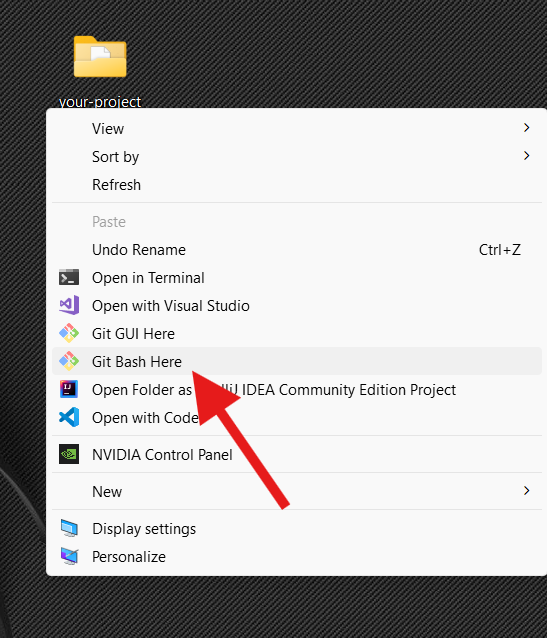 your-project
View
Sort by
Refresh
Paste
Undo Rename Ctrl+Z
Open in Terminal
Open with Visual Studio
Git GUI Here
Git Bash Here
Open Folder as IDEA Community Edition Project
Open with Code
NVIDIA Control Panel
New
Display settings
Personalize